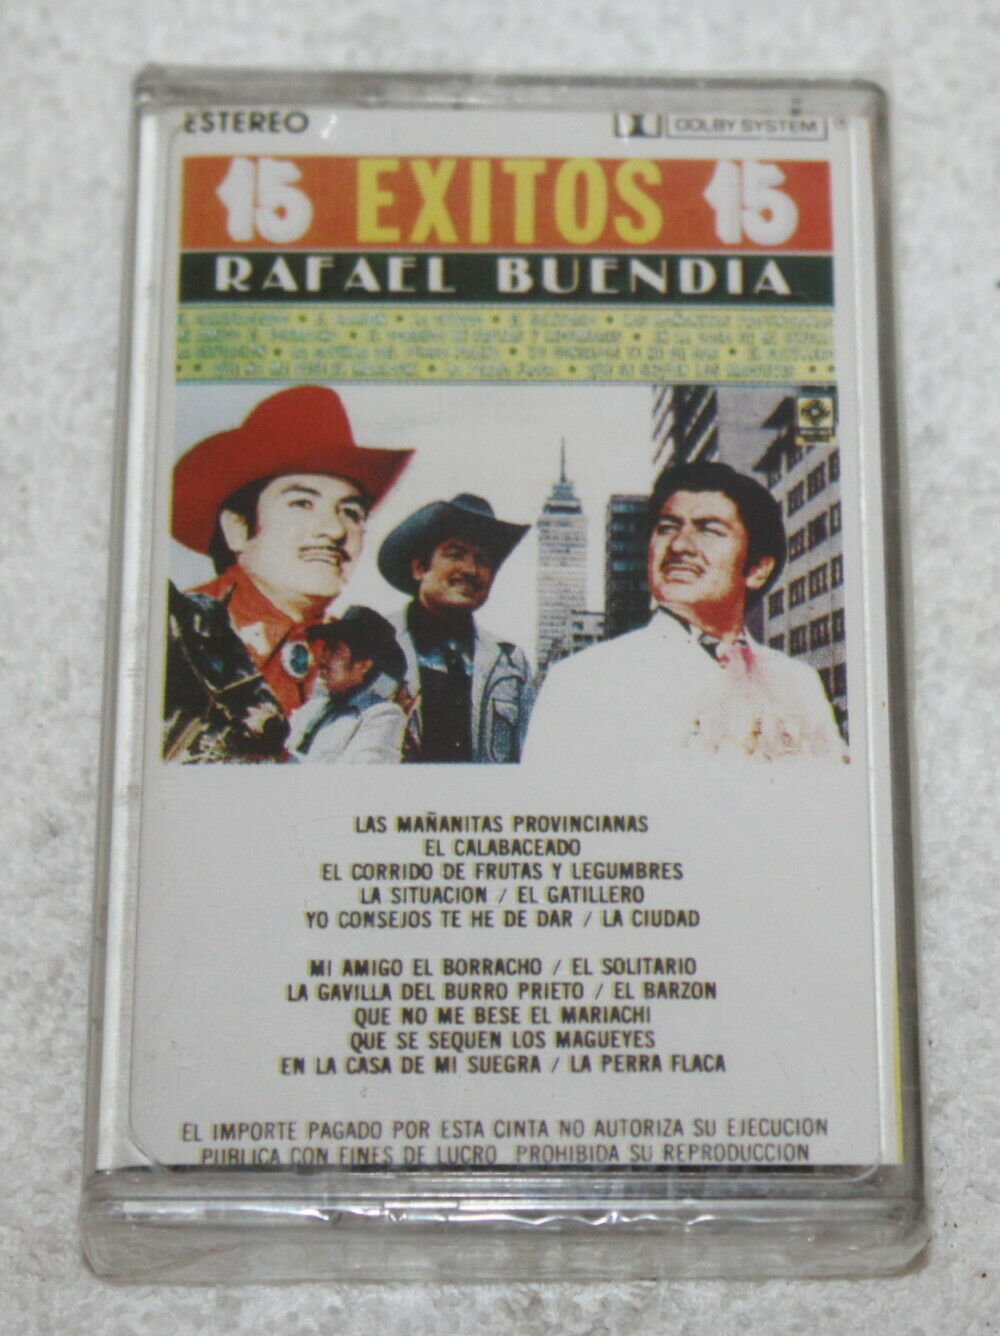 ESTEREO
DOLBY SYSTEM
15 EXITOS 15
RAFAEL BUENDIA
LAS MAÑANITAS PROVINCIANAS
EL CALABACEADO
EL CORRIDO DE FRUTAS Y LEGUMBRES
LA SITUACION / EL GATILLERO
YO CONSEJOS TE HE DE DAR / LA CIUDAD
MI AMIGO EL BORRACHO / EL SOLITARIO
LA GAVILLA DEL BURRO PRIETO / EL BARZON
QUE NO ME BESE EL MARIACHI
QUE SE SEQUEN LOS MAGUEYES
EN LA CASA DE MI SUEGRA / LA PERRA FLACA
EL IMPORTE PAGADO POR ESTA CINTA NO AUTORIZA SU EJECUCION
PUBLICA CON FINES DE LUCRO PROHIBIDA SU REPRODUCCION